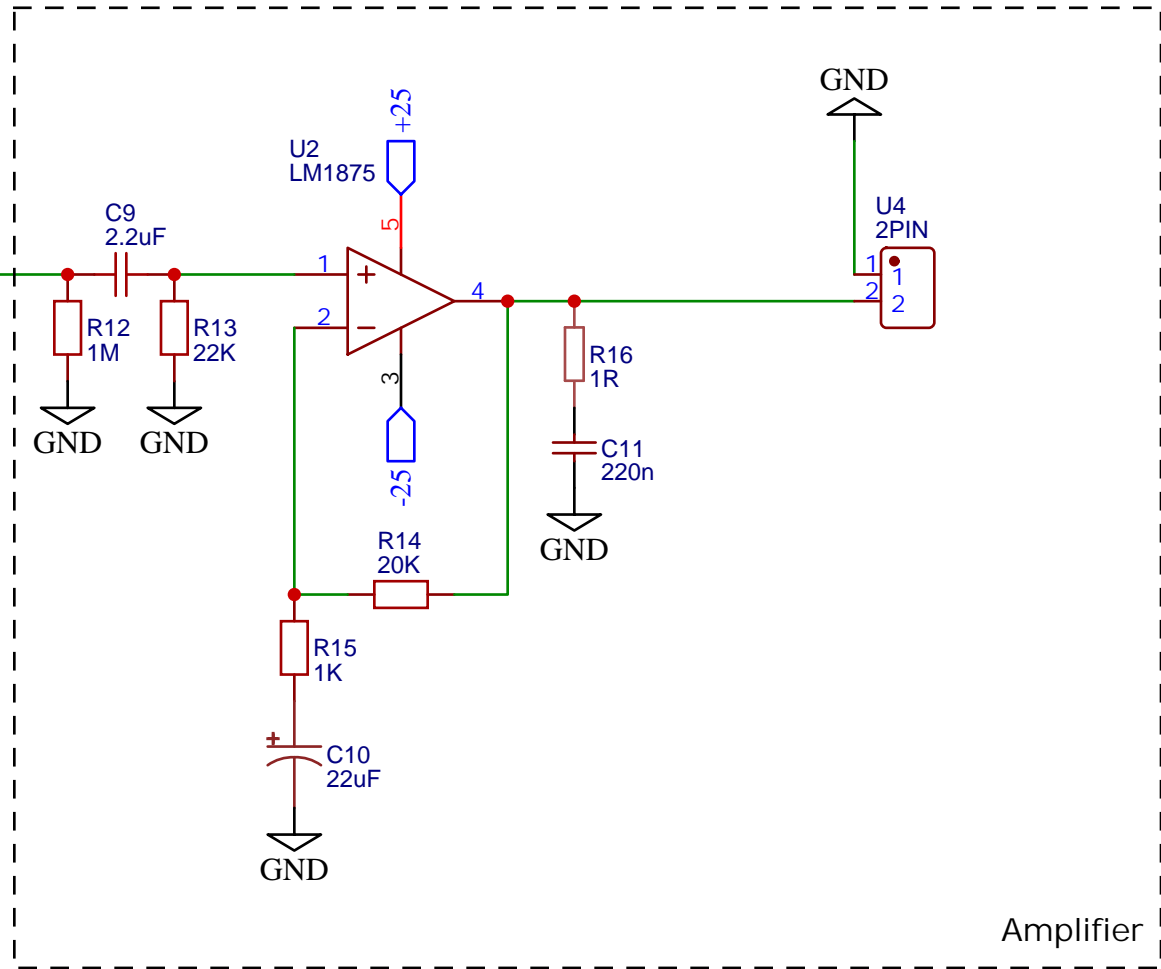 GND
+25
U2
LM1875
5
C9
2.2uF
U4
2PIN
1
1
1
2
4
2
2
R12
1M
R13
22K
R16
1R
3
GND
GND
-25
C11
220n
GND
R14
20K
R15
1K
+
C10
22uF
GND
Amplifier